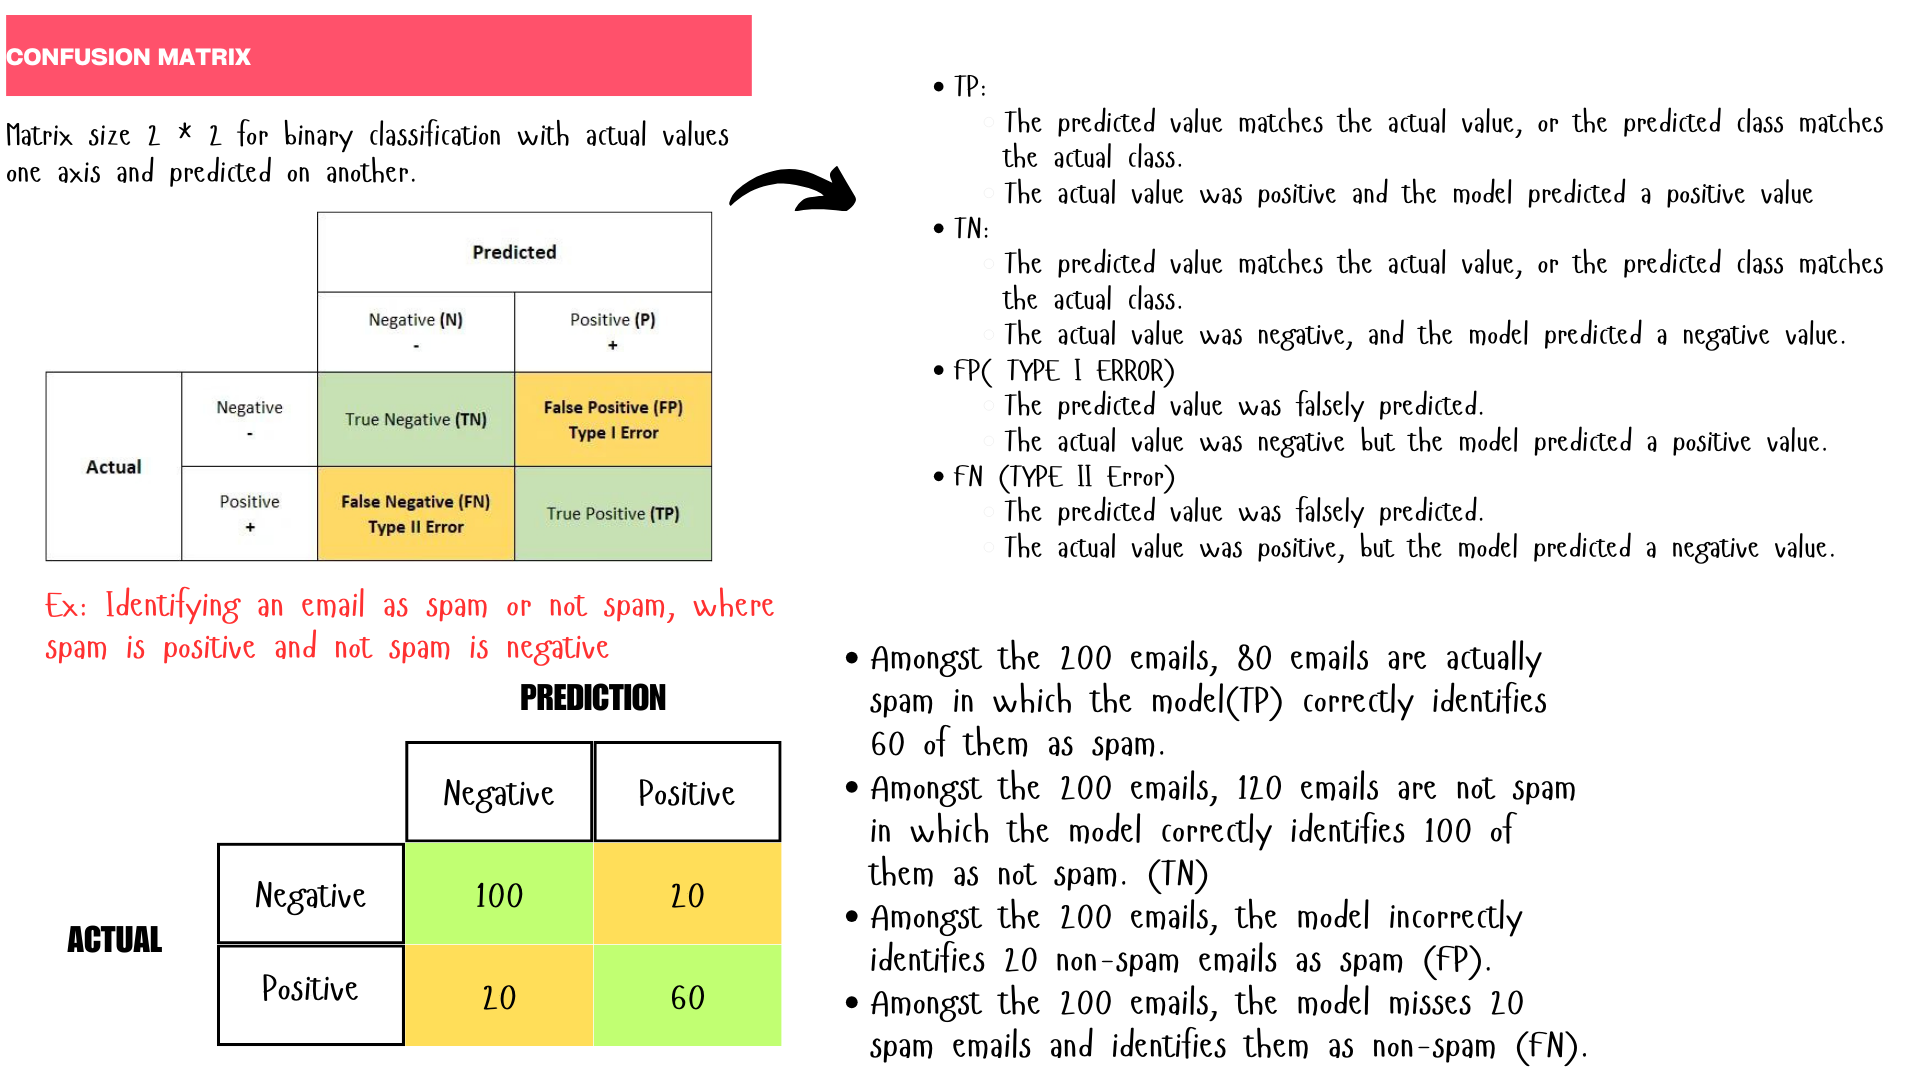 CONFUSION MATRIX
Matrix size 2 * 2 for binary classification with actual values
one axis and predicted on another.
Predicted
Negative (N)
-
Positive (P)
+
Actual
Negative
-
True Negative (TN)
False Positive (FP)
Type I Error
Positive
+
False Negative (FN)
Type II Error
True Positive (TP)
Ex: Identifying an email as spam or not spam, where
spam is positive and not spam is negative
PREDICTION
Negative
Positive
ACTUAL
Negative
100
20
Positive
20
60
• TP:
The predicted value matches the actual value, or the predicted class matches
the actual class.
The actual value was positive and the model predicted a positive value
• TN:
The predicted value matches the actual value, or the predicted class matches
the actual class.
The actual value was negative, and the model predicted a negative value.
• FP( TYPE I ERROR)
The predicted value was falsely predicted.
The actual value was negative but the model predicted a positive value.
• FN (TYPE II Error)
The predicted value was falsely predicted.
The actual value was positive, but the model predicted a negative value.
• Amongst the 200 emails, 80 emails are actually
spam in which the model(TP) correctly identifies
60 of them as spam.
• Amongst the 200 emails, 120 emails are not spam
in which the model correctly identifies 100 of
them as not spam. (TN)
• Amongst the 200 emails, the model incorrectly
identifies 20 non-spam emails as spam (FP).
• Amongst the 200 emails, the model misses 20
spam emails and identifies them as non-spam (FN).